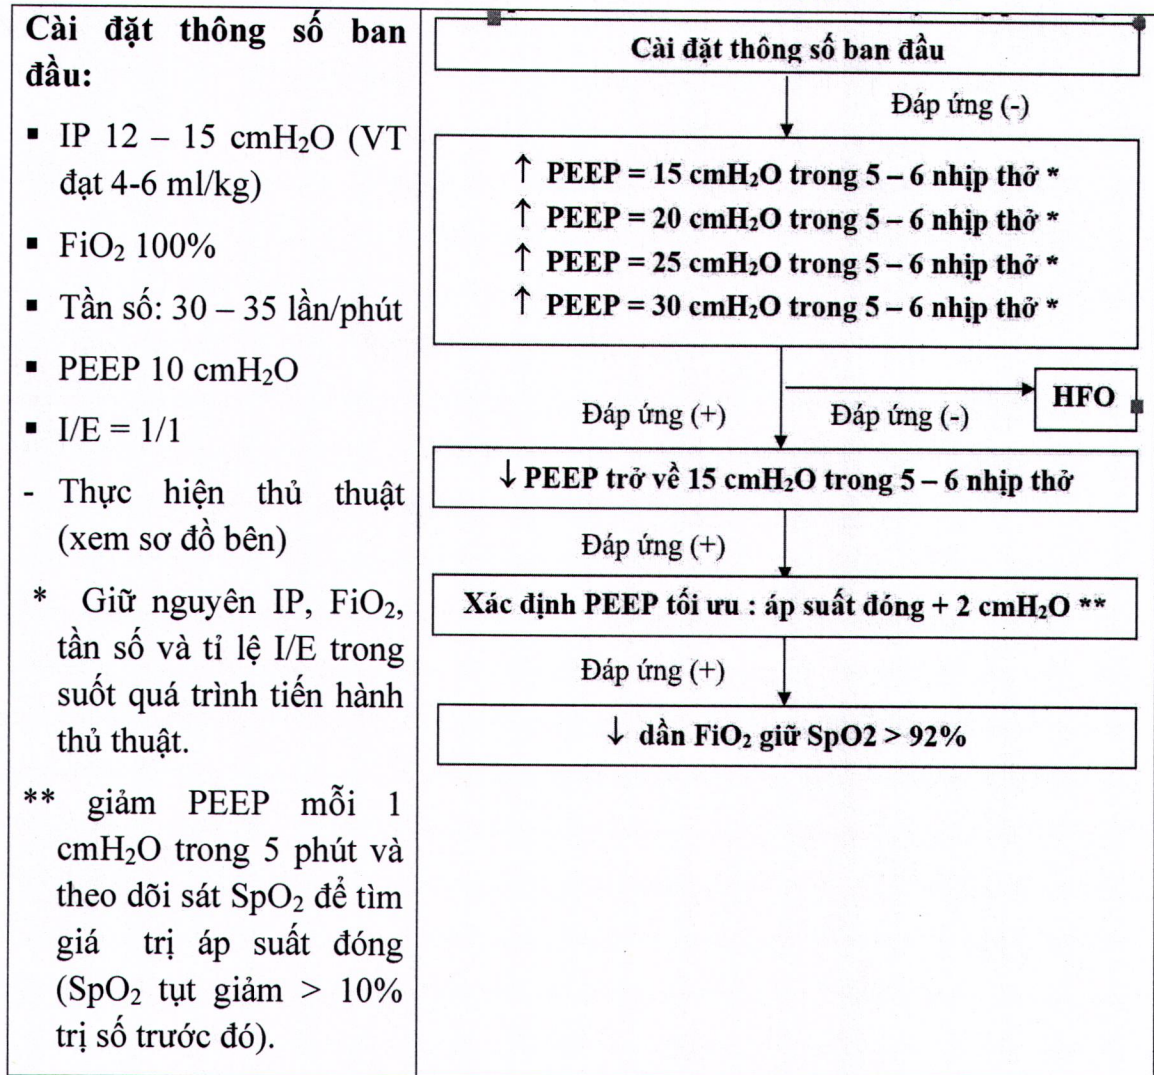 Cài đặt thông số ban
đầu:
▪ IP 12 – 15 cmH₂O (VT
đạt 4-6 ml/kg)
▪ FiO₂ 100%
▪ Tần số: 30 – 35 lần/phút
▪ PEEP 10 cmH₂O
▪ I/E = 1/1
- Thực hiện thủ thuật
(xem sơ đồ bên)
* Giữ nguyên IP, FiO₂,
tần số và tỉ lệ I/E trong
suốt quá trình tiến hành
thủ thuật.
** giảm PEEP mỗi 1
cmH₂O trong 5 phút và
theo dõi sát SpO₂ để tìm
giá trị áp suất đóng
(SpO₂ tụt giảm > 10%
trị số trước đó).
Cài đặt thông số ban đầu
Đáp ứng (-)
↑ PEEP = 15 cmH₂O trong 5 – 6 nhịp thở *
↑ PEEP = 20 cmH₂O trong 5 – 6 nhịp thở *
↑ PEEP = 25 cmH₂O trong 5 – 6 nhịp thở *
↑ PEEP = 30 cmH₂O trong 5 – 6 nhịp thở *
Đáp ứng (+)
Đáp ứng (-)
HFO
↓ PEEP trở về 15 cmH₂O trong 5 – 6 nhịp thở
Đáp ứng (+)
Xác định PEEP tối ưu : áp suất đóng + 2 cmH₂O **
Đáp ứng (+)
↓ dần FiO₂ giữ SpO2 > 92%